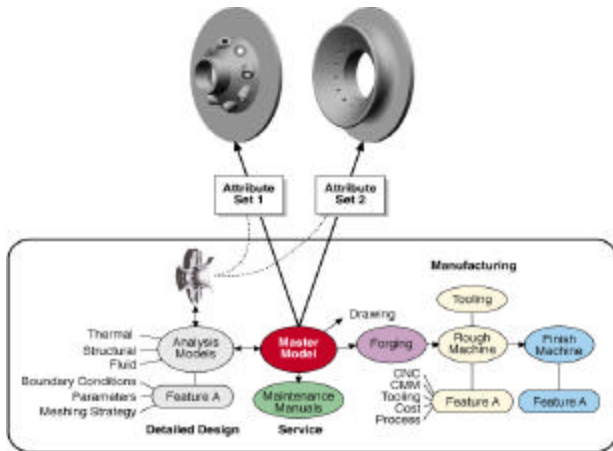 Attribute
Set 1
Attribute
Set 2
Manufacturing
Tooling
Drawing
Thermal
Structural
Fluid
Analysis
Models
Master
Model
Forging
Rough
Machine
Finish
Machine
Boundary Conditions
Parameters
Meshing Strategy
Feature A
Maintenance
Manuals
CNC
CMM
Tooling
Cost
Process
Feature A
Feature A
Detailed Design
Service